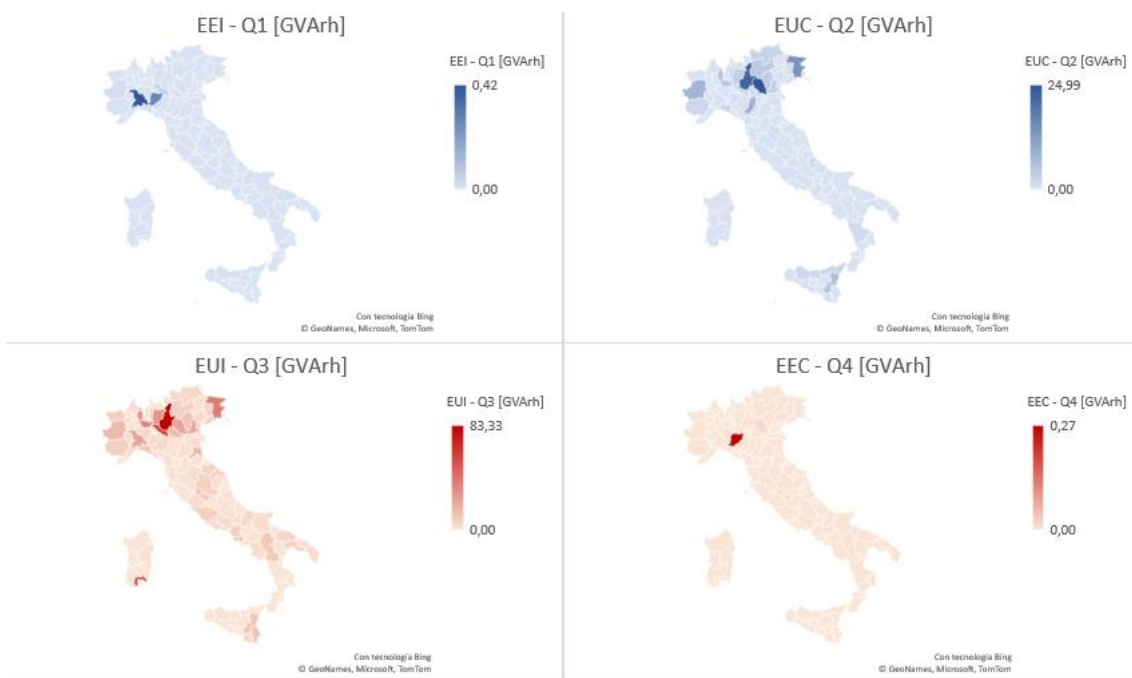 EEI - Q1 [GVArh]
EEI - Q1 [GVArh]
0,42
0,00
Con tecnologia Bing
© GeoNames, Microsoft, TomTom
EUC - Q2 [GVArh]
EUC - Q2 [GVArh]
24,99
0,00
Con tecnologia Bing
© GeoNames, Microsoft, TomTom
EUI - Q3 [GVArh]
EUI - Q3 [GVArh]
83,33
0,00
Con tecnologia Bing
© GeoNames, Microsoft, TomTom
EEC - Q4 [GVArh]
EEC - Q4 [GVArh]
0,27
0,00
Con tecnologia Bing
© GeoNames, Microsoft, TomTom